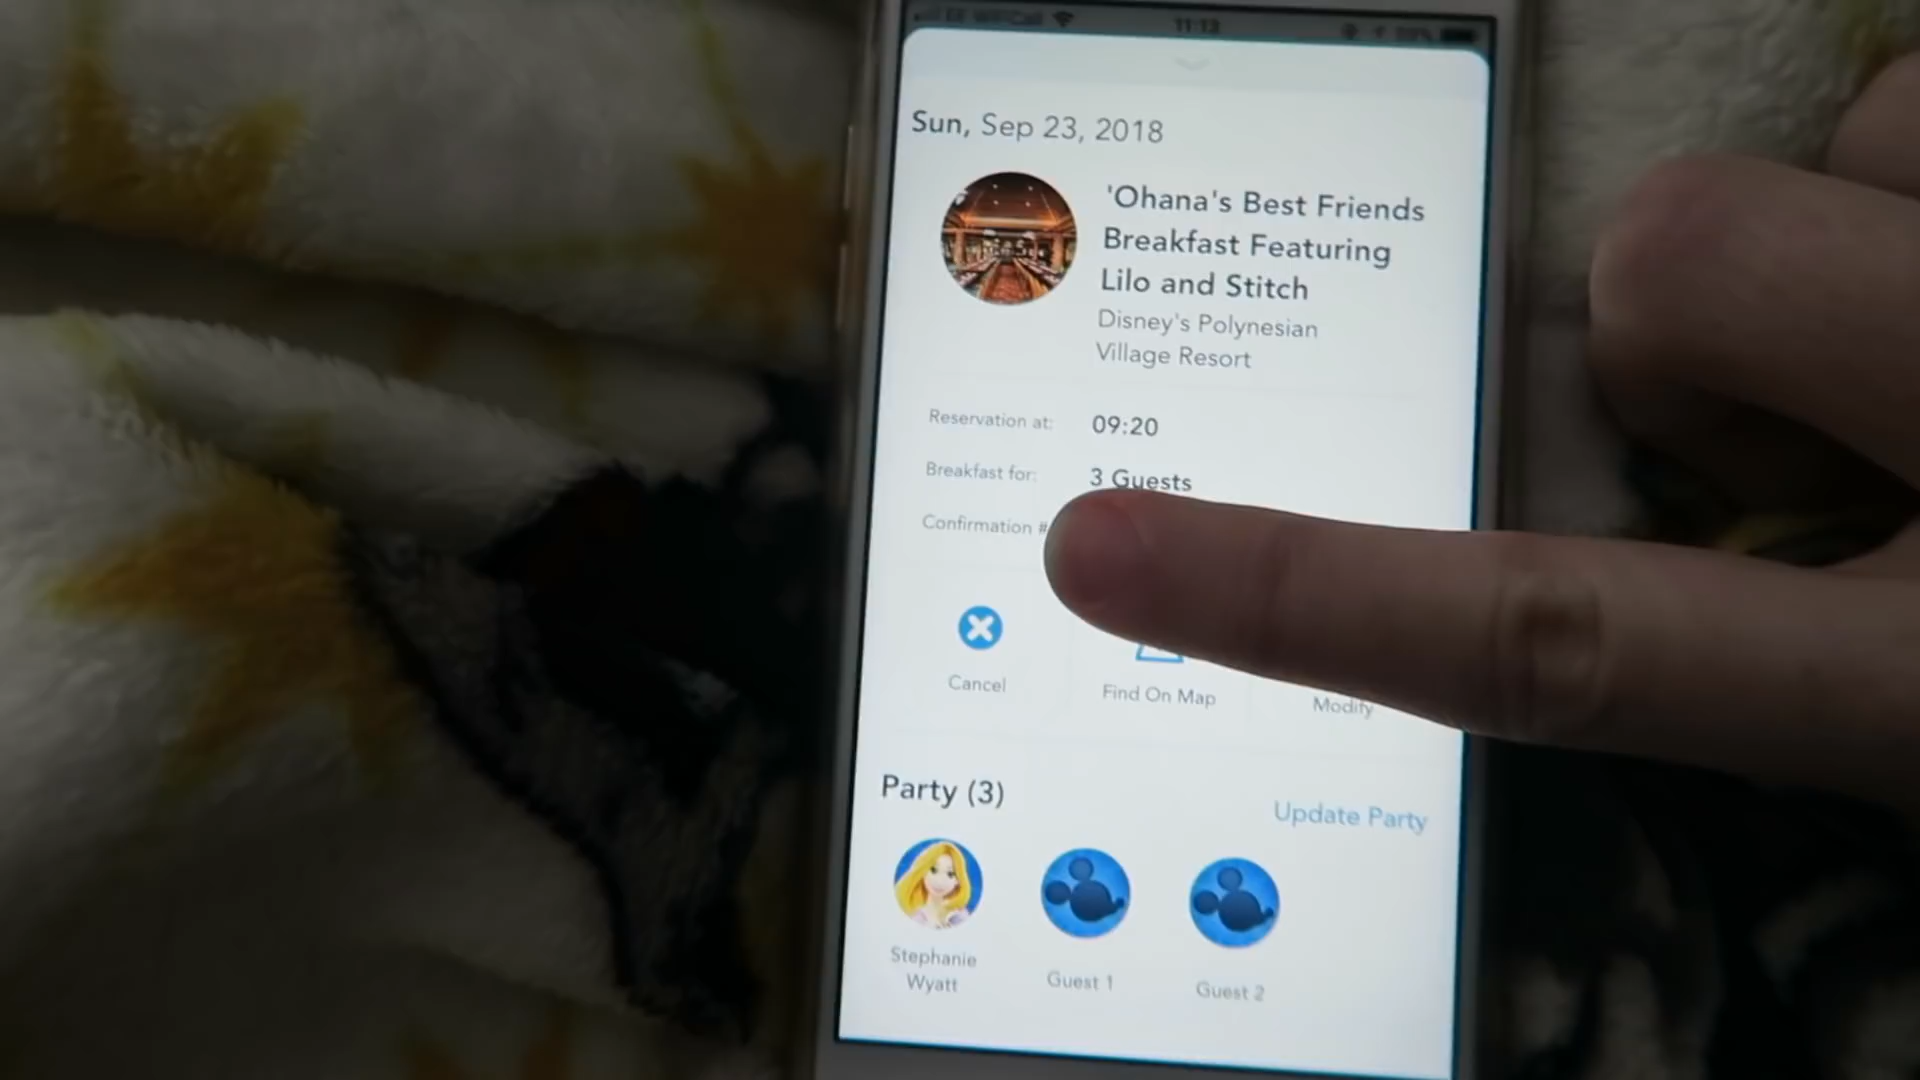 11:13
Sun, Sep 23, 2018
'Ohana's Best Friends
Breakfast Featuring
Lilo and Stitch
Disney's Polynesian
Village Resort
Reservation at: 09:20
Breakfast for: 3 Guests
Confirmation #
Cancel
Find On Map
Modify
Party (3)
Update Party
Stephanie
Wyatt
Guest 1
Guest 2